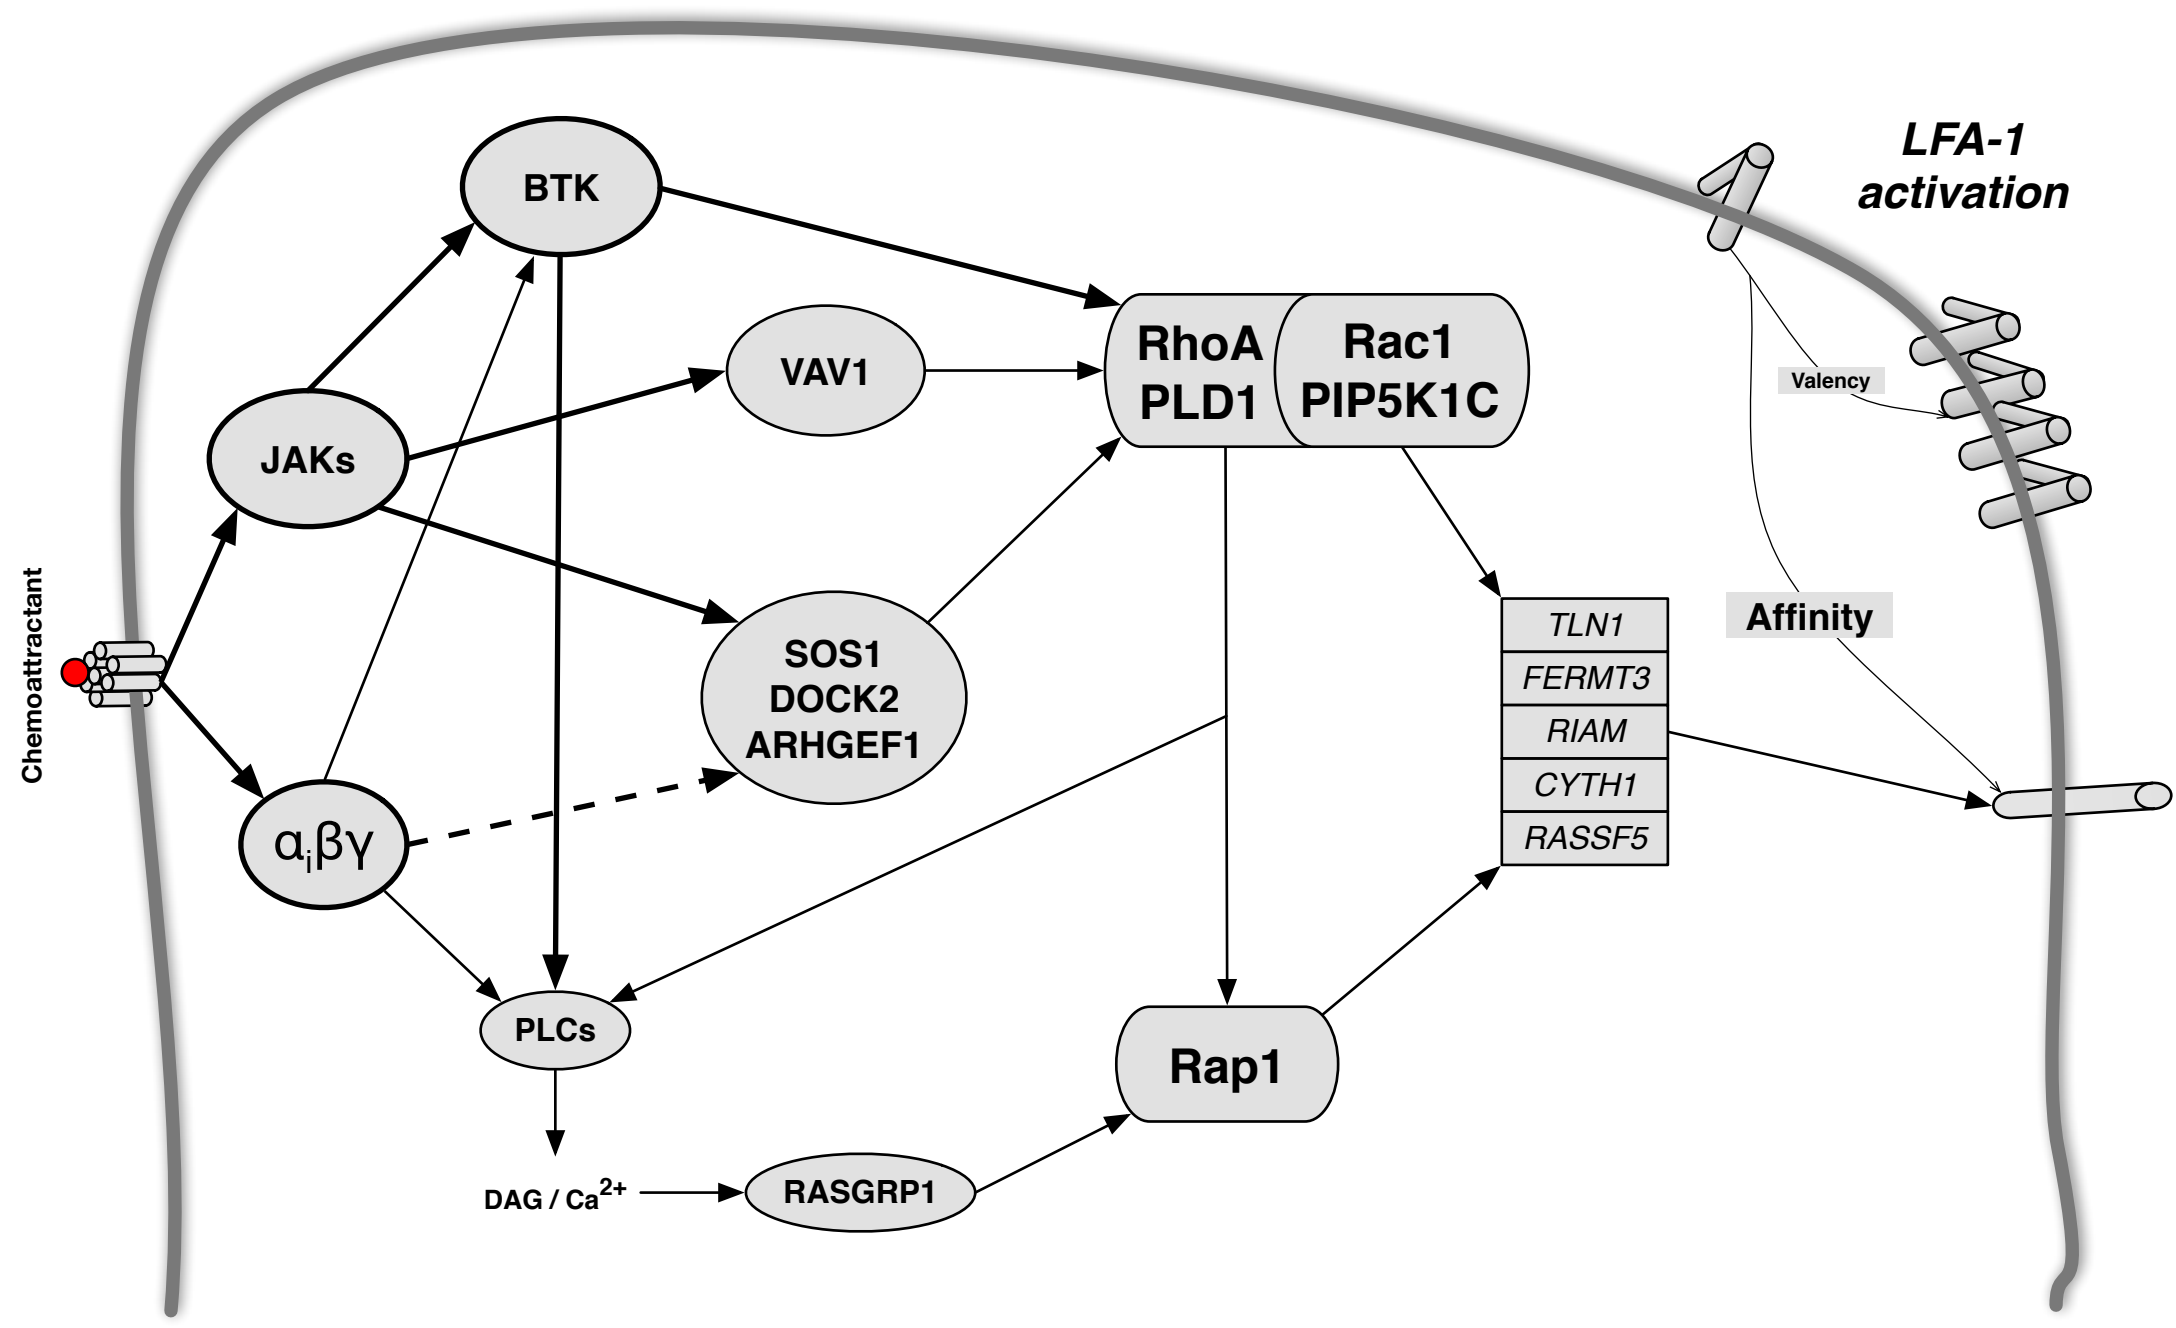 LFA-1
activation
BTK
VAV1
RhoA
PLD1
Rac1
PIP5K1C
Valency
JAKs
Chemoattractant
SOS1
DOCK2
ARHGEF1
TLN1
FERMT3
RIAM
CYTH1
RASSF5
Affinity
αᵢβγ
PLCs
Rap1
DAG / Ca²⁺
RASGRP1